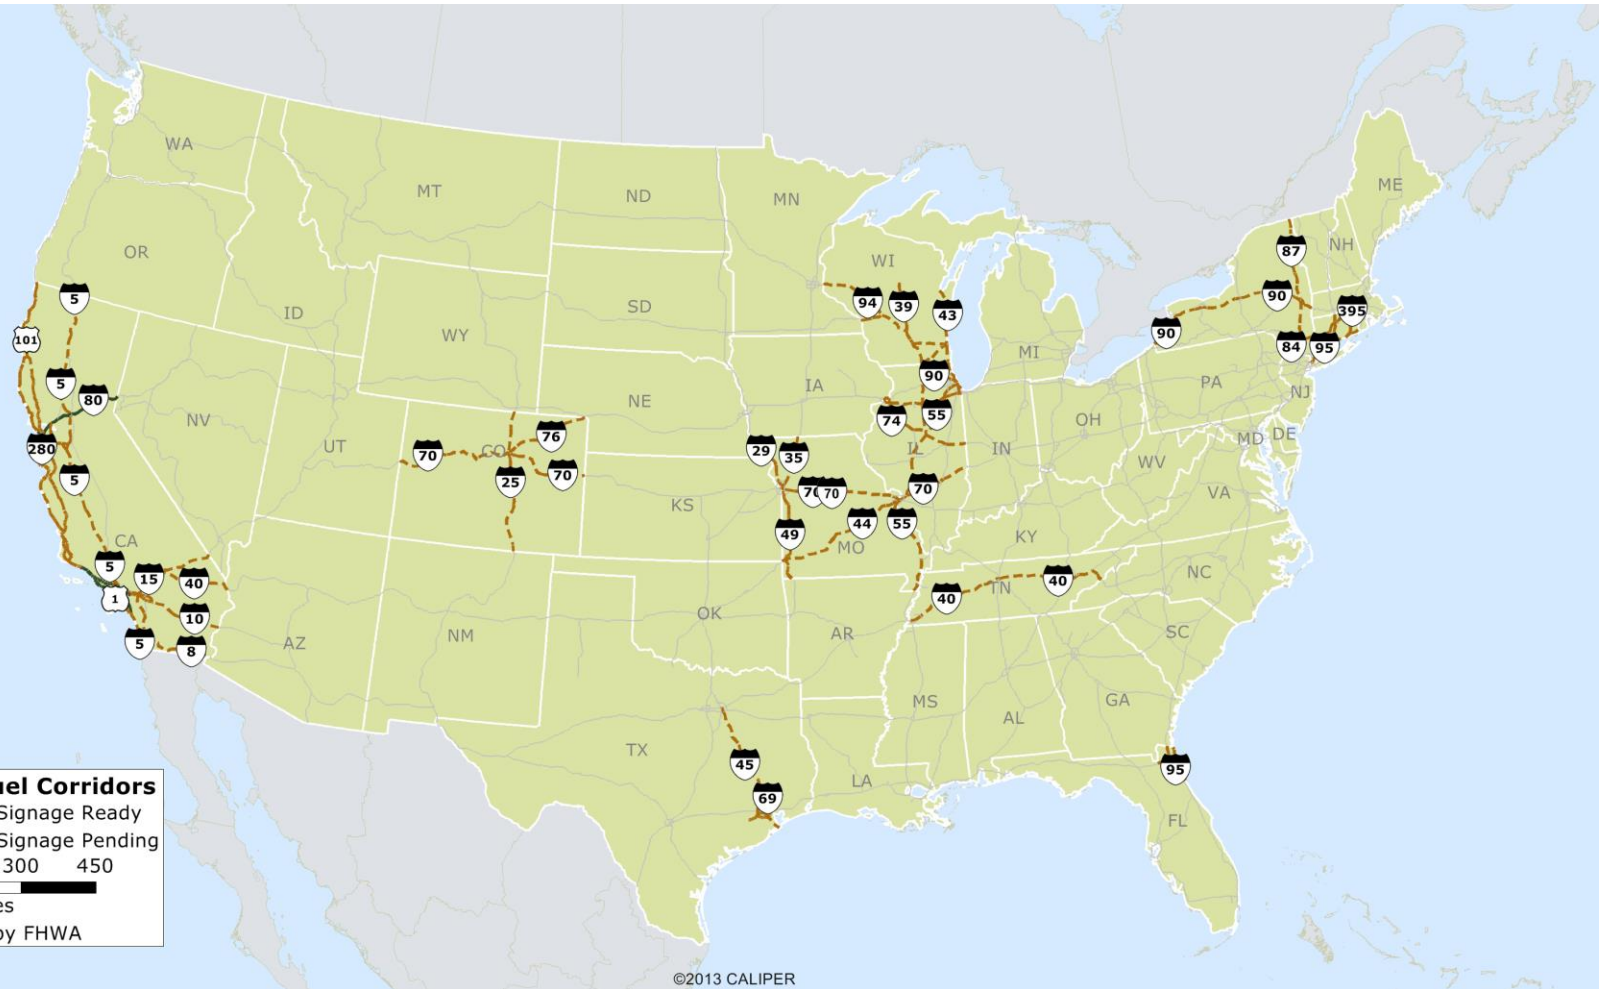 WA
MT
ND
MN
ME
OR
ID
SD
WI
NH
WY
MI
NV
UT
CO
NE
IA
IL
IN
OH
PA
NJ
MD
DE
WV
VA
KS
MO
KY
CA
AZ
NM
OK
AR
TN
NC
SC
MS
AL
GA
TX
LA
FL
5
101
5
80
280
5
5
15
40
1
10
5
8
70
76
25
70
29
35
70
70
49
44
55
70
94
39
43
90
74
55
87
90
90
395
84
95
40
40
45
69
95
uel Corridors
Signage Ready
Signage Pending
300 450
es
by FHWA
©2013 CALIPER